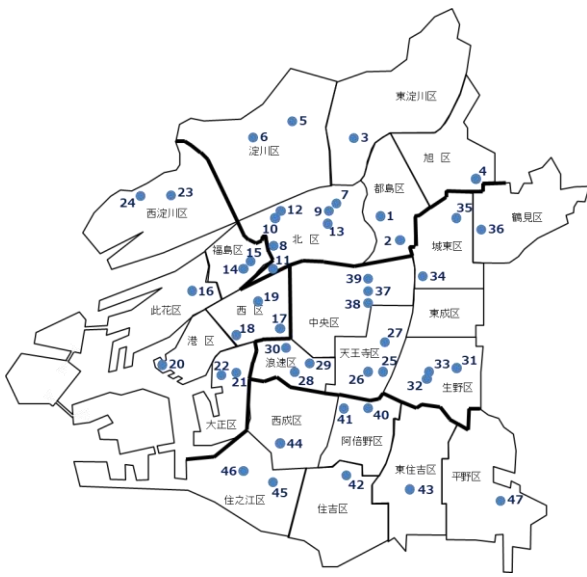 東淀川区
5
6
3
淀川区
旭 区
4
都島区
7
23
24
12
9
35
鶴見区
西淀川区
10
13
1
36
北 区
2
城東区
8
福島区
15
14
11
39
34
16
19
37
此花区
西 区
38
中央区
東成区
17
港 区
18
27
30
天王寺区
浪速区
20
22
29
33
31
21
28
26
25
32
生野区
大正区
41
40
西成区
阿倍野区
44
46
42
東住吉区
平野区
45
43
住之江区
住吉区
47